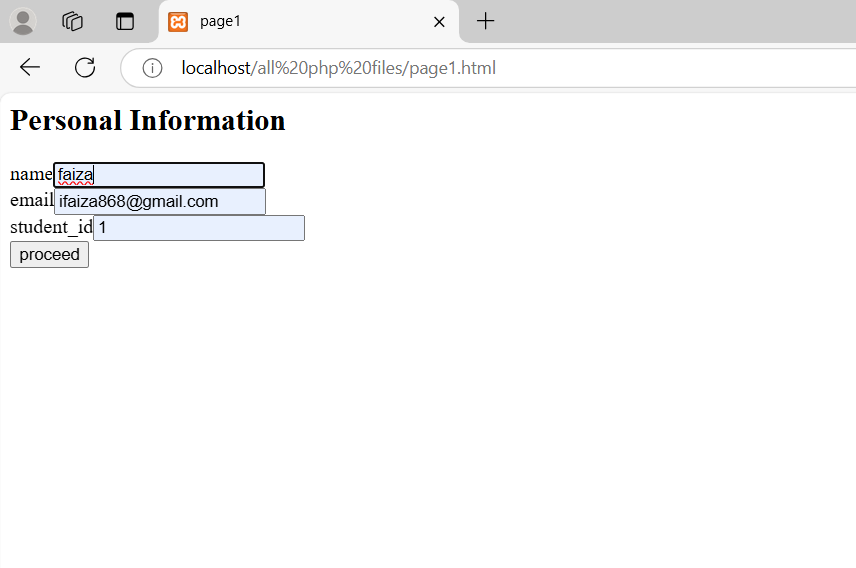 page1
localhost/all%20php%20files/page1.html
Personal Information
name faiza
email ifaiza868@gmail.com
student_id 1
proceed